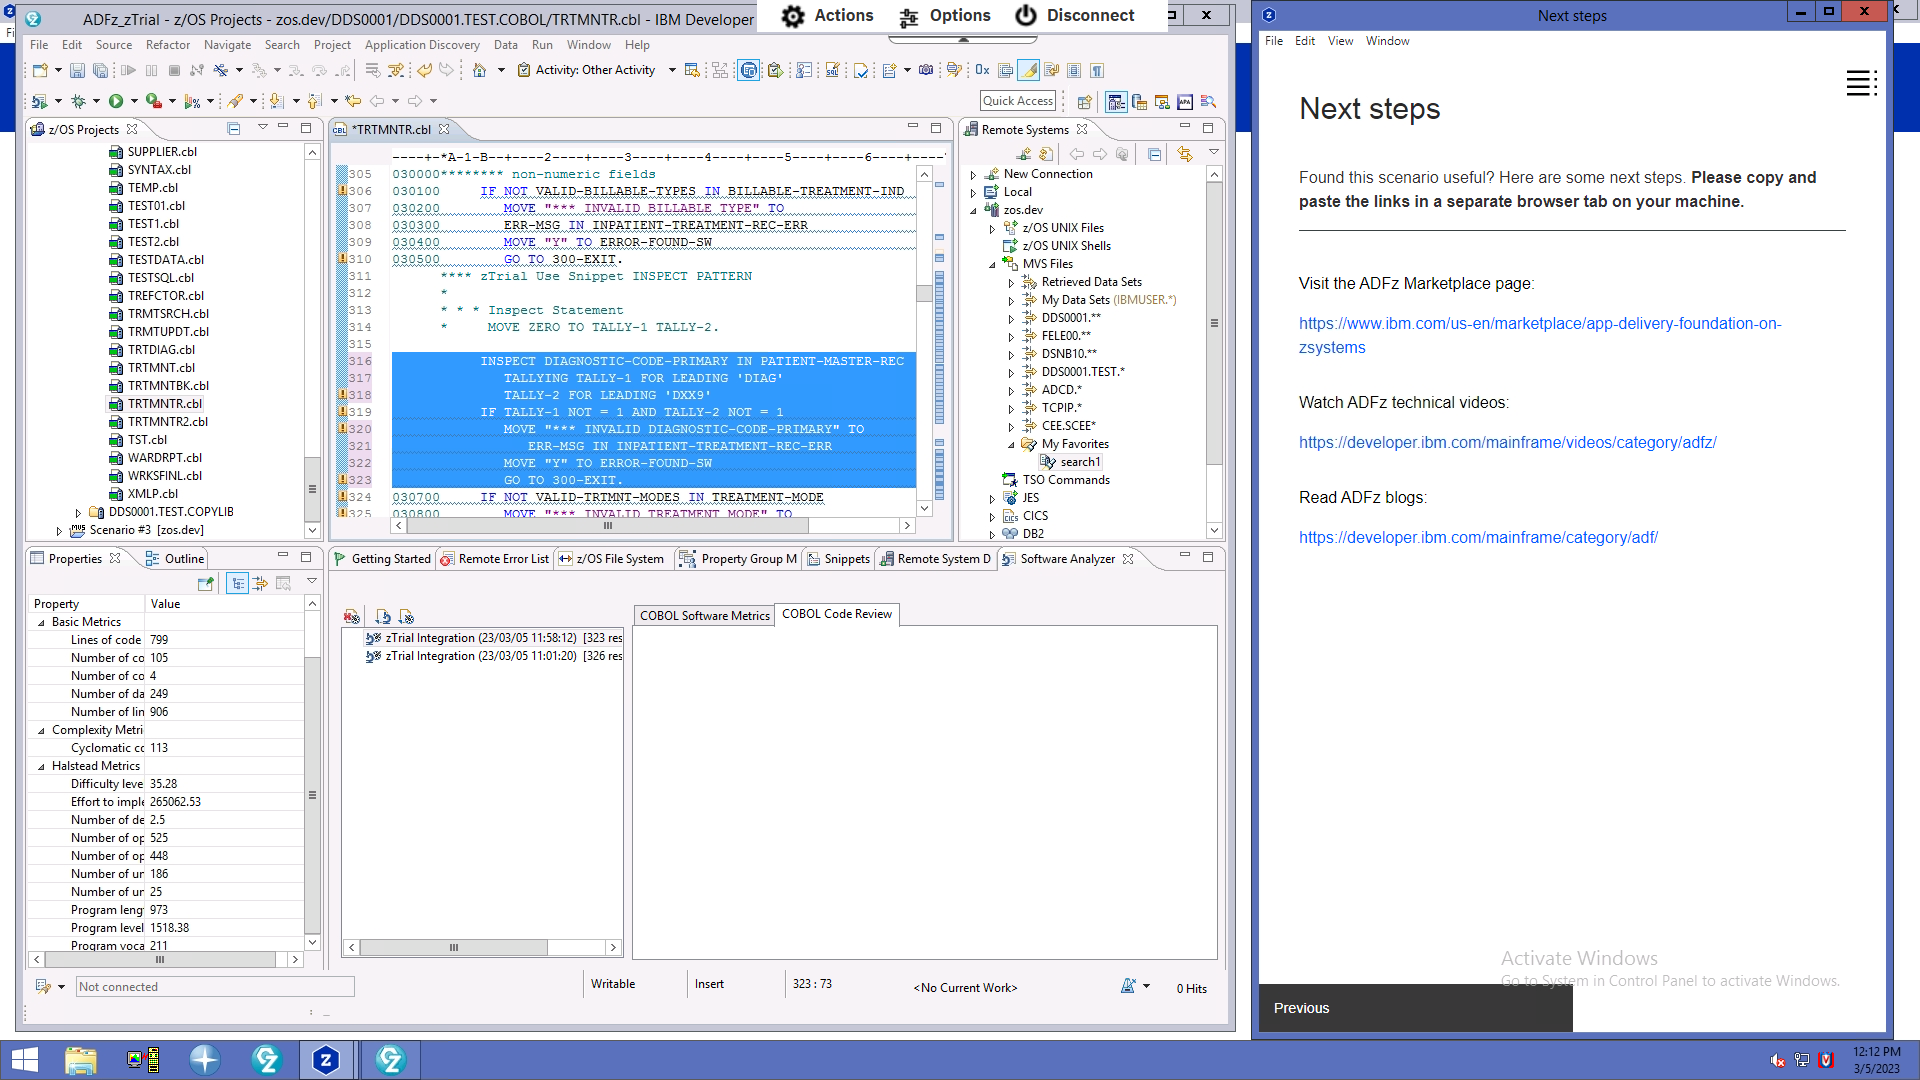 ADFz_zTrial - z/OS Projects - zos.dev/DDS0001/DDS0001.TEST.COBOL/TRTMNTR.cbl - IBM Developer
Actions Options Disconnect
File Edit Source Refactor Navigate Search Project Application Discovery Data Run Window Help
Activity: Other Activity
Quick Access
z/OS Projects
SUPPLIER.cbl
SYNTAX.cbl
TEMP.cbl
TEST01.cbl
TEST1.cbl
TEST2.cbl
TESTDATA.cbl
TESTSQL.cbl
TREFCTOR.cbl
TRMTSRCH.cbl
TRMTUPDT.cbl
TRTDIAG.cbl
TRTMNT.cbl
TRTMNTBK.cbl
TRTMNTR.cbl
TRTMNTR2.cbl
TST.cbl
WARDRPT.cbl
WRKSFINL.cbl
XMLP.cbl
DDS0001.TEST.COPYLIB
Scenario #3 [zos.dev]
*TRTMNTR.cbl
----+-*A-1-B--+----2----+----3----+----4----+----5----+----6----+----
305 030000******** non-numeric fields
306 030100 IF NOT VALID-BILLABLE-TYPES IN BILLABLE-TREATMENT-IND
307 030200 MOVE "*** INVALID BILLABLE TYPE" TO
308 030300 ERR-MSG IN INPATIENT-TREATMENT-REC-ERR
309 030400 MOVE "Y" TO ERROR-FOUND-SW
310 030500 GO TO 300-EXIT.
311 **** zTrial Use Snippet INSPECT PATTERN
312 *
313 * * * Inspect Statement
314 * MOVE ZERO TO TALLY-1 TALLY-2.
315
316 INSPECT DIAGNOSTIC-CODE-PRIMARY IN PATIENT-MASTER-REC
317 TALLYING TALLY-1 FOR LEADING 'DIAG'
318 TALLY-2 FOR LEADING 'DXX9'
319 IF TALLY-1 NOT = 1 AND TALLY-2 NOT = 1
320 MOVE "*** INVALID DIAGNOSTIC-CODE-PRIMARY" TO
321 ERR-MSG IN INPATIENT-TREATMENT-REC-ERR
322 MOVE "Y" TO ERROR-FOUND-SW
323 GO TO 300-EXIT.
324 030700 IF NOT VALID-TRTMNT-MODES IN TREATMENT-MODE
325 030800 MOVE "*** INVALID TREATMENT MODE" TO
Remote Systems
New Connection
Local
zos.dev
z/OS UNIX Files
z/OS UNIX Shells
MVS Files
Retrieved Data Sets
My Data Sets (IBMUSER.*)
DDS0001.**
FELE00.**
DSNB10.**
DDS0001.TEST.*
ADCD.*
TCPIP.*
CEE.SCEE*
My Favorites
search1
TSO Commands
JES
CICS
DB2
Properties Outline
Property Value
Basic Metrics
Lines of code 799
Number of co 105
Number of co 4
Number of da 249
Number of lin 906
Complexity Metri
Cyclomatic cc 113
Halstead Metrics
Difficulty leve 35.28
Effort to imple 265062.53
Number of de 2.5
Number of op 525
Number of op 448
Number of ur 186
Number of ur 25
Program leng 973
Program level 1518.38
Program voca 211
Getting Started Remote Error List z/OS File System Property Group M Snippets Remote System D Software Analyzer
zTrial Integration (23/03/05 11:58:12) [323 res
zTrial Integration (23/03/05 11:01:20) [326 res
COBOL Software Metrics COBOL Code Review
Not connected
Writable Insert 323 : 73 <No Current Work> 0 Hits
Next steps
File Edit View Window
Next steps
Found this scenario useful? Here are some next steps. Please copy and
paste the links in a separate browser tab on your machine.
Visit the ADFz Marketplace page:
https://www.ibm.com/us-en/marketplace/app-delivery-foundation-on-
zsystems
Watch ADFz technical videos:
https://developer.ibm.com/mainframe/videos/category/adfz/
Read ADFz blogs:
https://developer.ibm.com/mainframe/category/adf/
Activate Windows
Go to System in Control Panel to activate Windows.
Previous
12:12 PM
3/5/2023